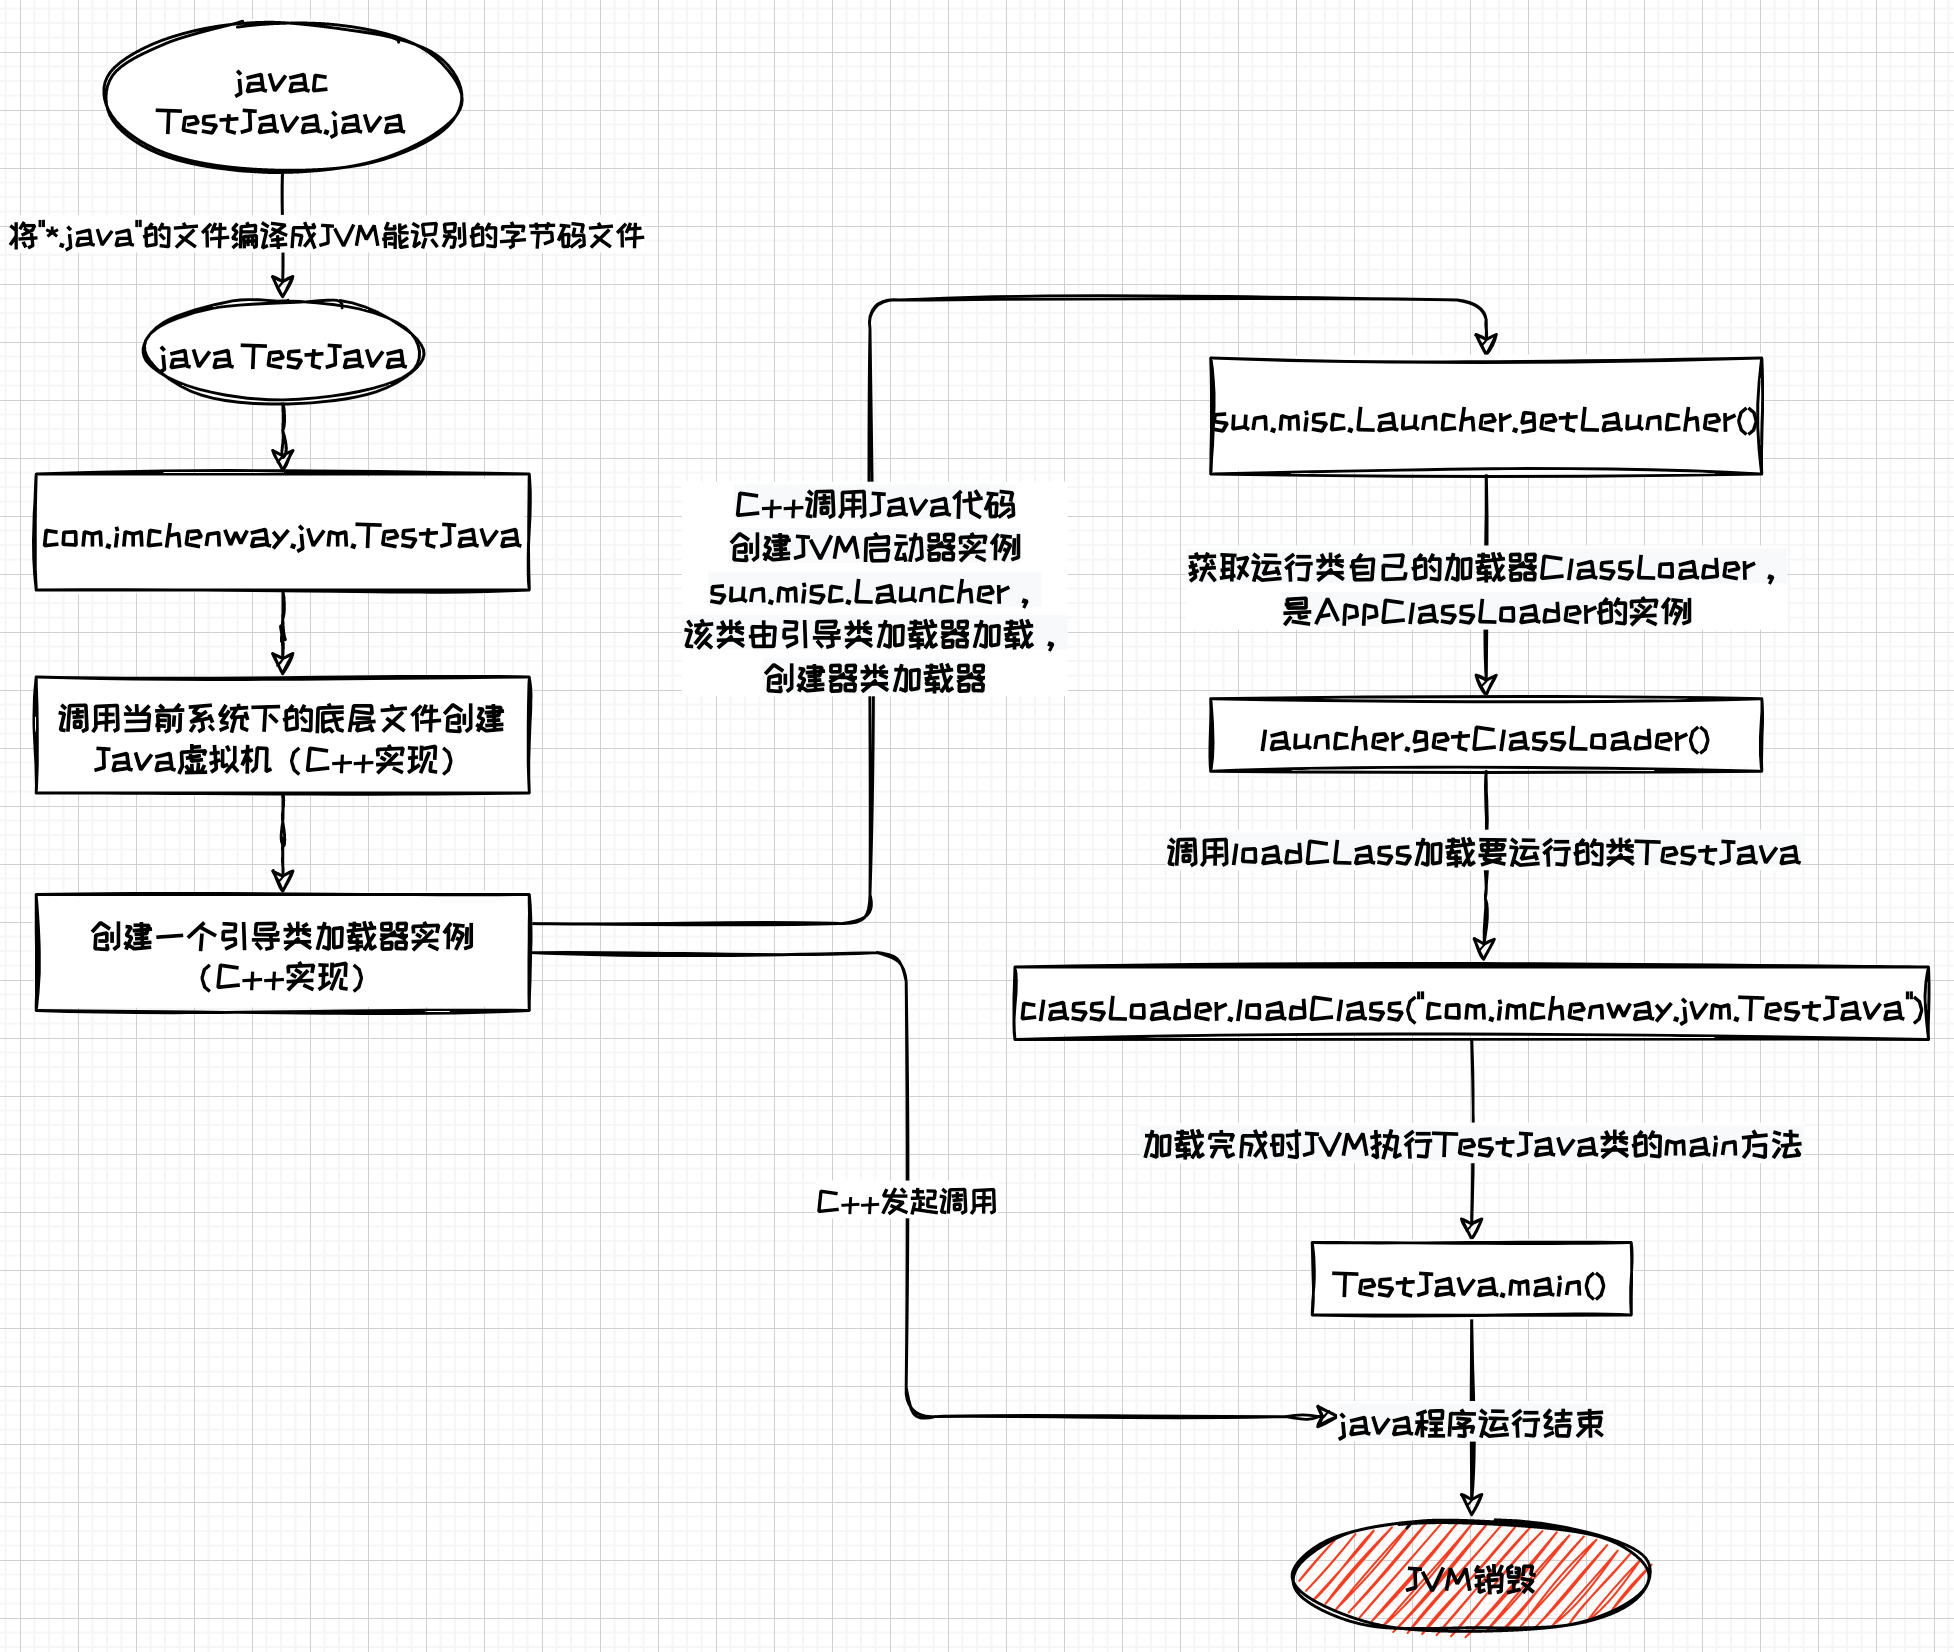 javac
TestJava.java
将"*.java"的文件编译成JVM能识别的字节码文件
java TestJava
com.imchenway.jvm.TestJava
调用当前系统下的底层文件创建
Java虚拟机（C++实现）
创建一个引导类加载器实例
（C++实现）
C++调用Java代码
创建JVM启动器实例
sun.misc.Launcher，
该类由引导类加载器加载，
创建器类加载器
sun.misc.Launcher.getLauncher()
获取运行类自己的加载器ClassLoader，
是AppClassLoader的实例
launcher.getClassLoader()
调用loadCLass加载要运行的类TestJava
classLoader.loadClass("com.imchenway.jvm.TestJava")
加载完成时JVM执行TestJava类的main方法
C++发起调用
TestJava.main()
java程序运行结束
JVM销毁